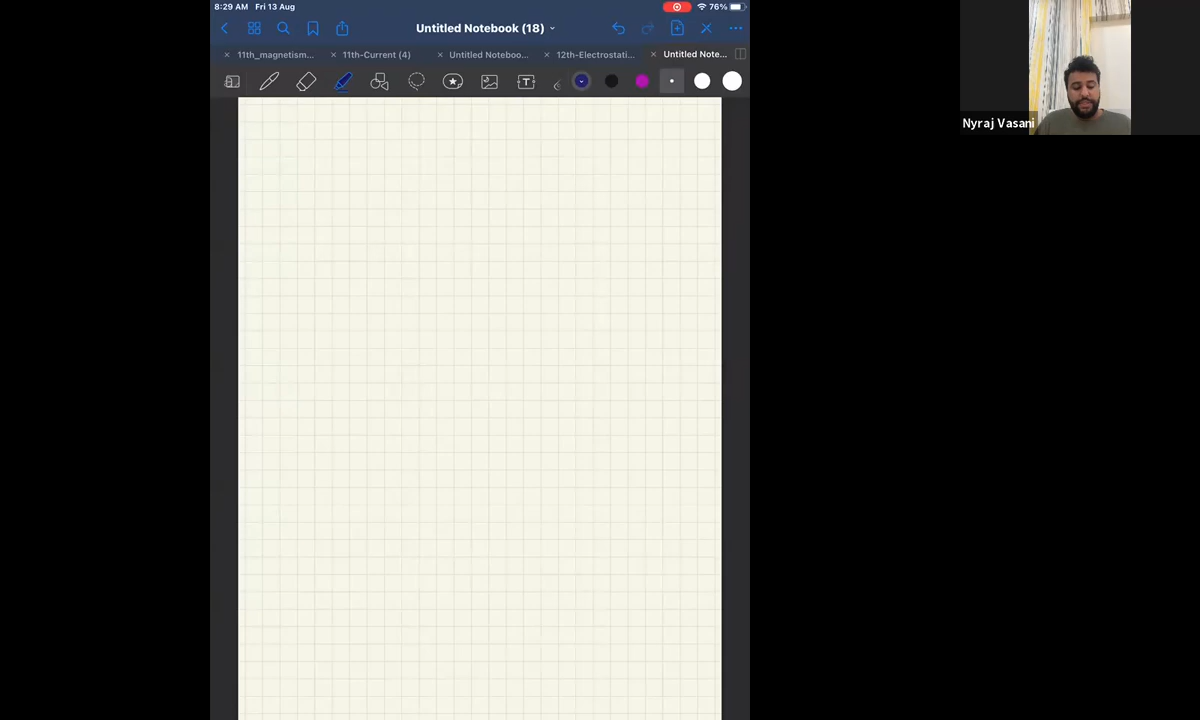 8:29 AM Fri 13 Aug 76%
Untitled Notebook (18)
11th_magnetism... 11th-Current (4) Untitled Noteboo... 12th-Electrostati... Untitled Note...
T
Nyraj Vasani